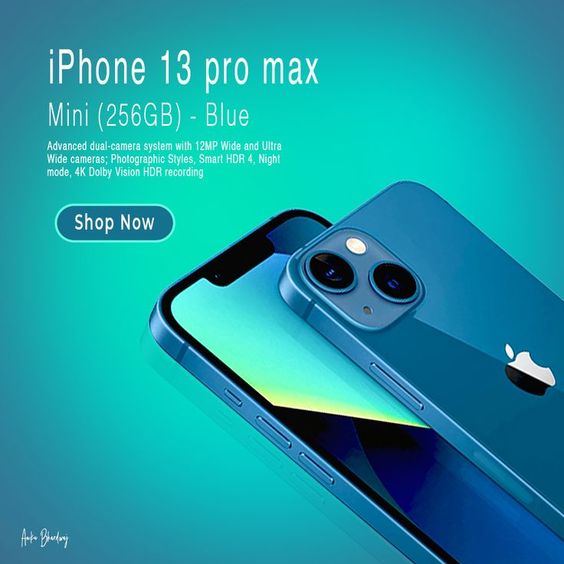 iPhone 13 pro max
Mini (256GB) - Blue
Advanced dual-camera system with 12MP Wide and Ultra
Wide cameras; Photographic Styles, Smart HDR 4, Night
mode, 4K Dolby Vision HDR recording
Shop Now